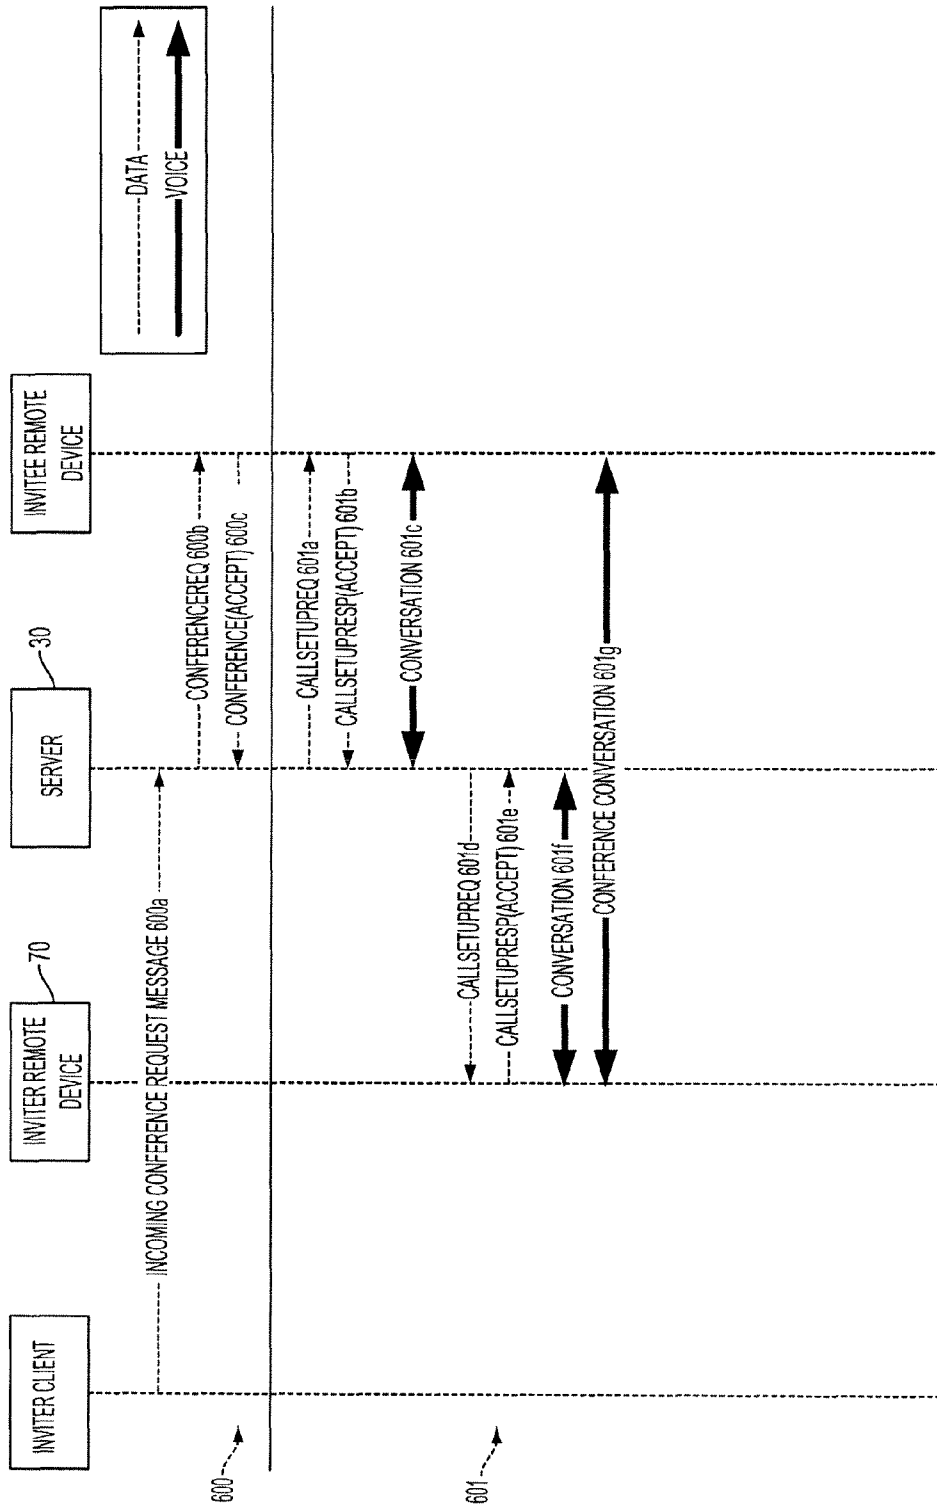 INVITER CLIENT
INVITER REMOTE
DEVICE
70
SERVER
30
INVITEE REMOTE
DEVICE
DATA
VOICE
600
INCOMING CONFERENCE REQUEST MESSAGE 600a
CONFERENCEREQ 600b
CONFERENCE(ACCEPT) 600c
601
CALLSETUPREQ 601a
CALLSETUPRESP(ACCEPT) 601b
CONVERSATION 601c
CALLSETUPREQ 601d
CALLSETUPRESP(ACCEPT) 601e
CONVERSATION 601f
CONFERENCE CONVERSATION 601g